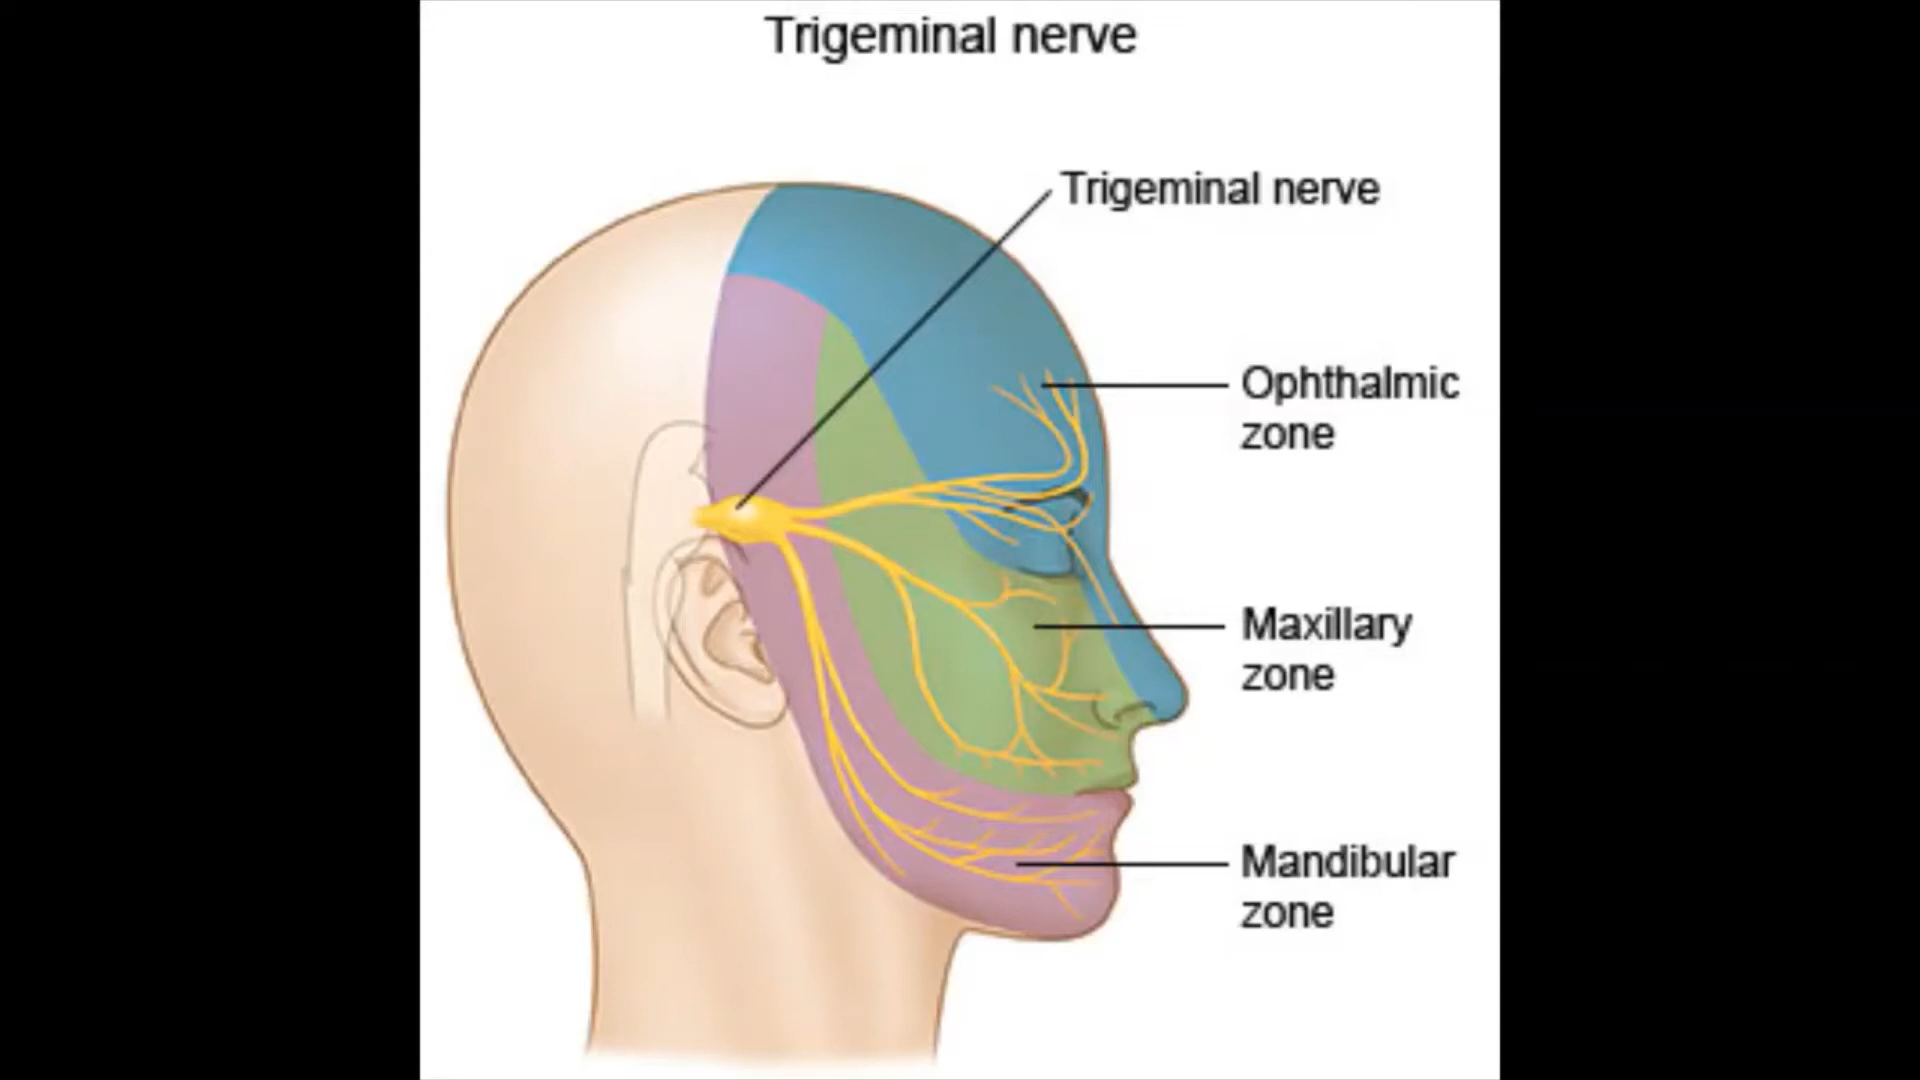 Trigeminal nerve
Trigeminal nerve
Ophthalmic
zone
Maxillary
zone
Mandibular
zone